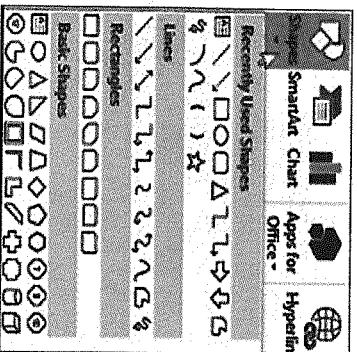 Shapes SmartArt Chart Apps for Office Hyperlin
Recently Used Shapes
Lines
Rectangles
Basic Shapes